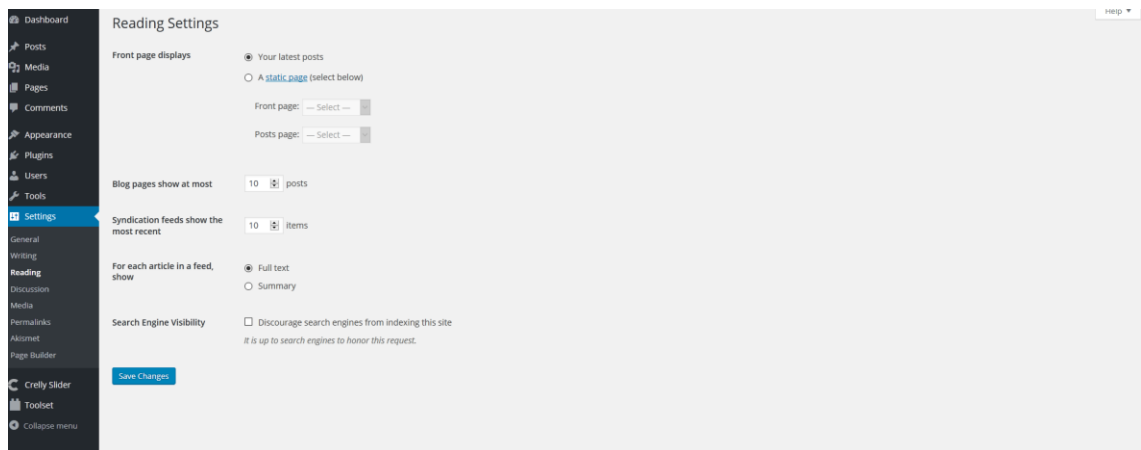 Help
Dashboard
Posts
Media
Pages
Comments
Appearance
Plugins
Users
Tools
Settings
General
Writing
Reading
Discussion
Media
Permalinks
Akismet
Page Builder
Crelly Slider
Toolset
Collapse menu
Reading Settings
Front page displays
Your latest posts
A static page (select below)
Front page: — Select —
Posts page: — Select —
Blog pages show at most 10 posts
Syndication feeds show the
most recent
10 items
For each article in a feed,
show
Full text
Summary
Search Engine Visibility Discourage search engines from indexing this site
It is up to search engines to honor this request.
Save Changes